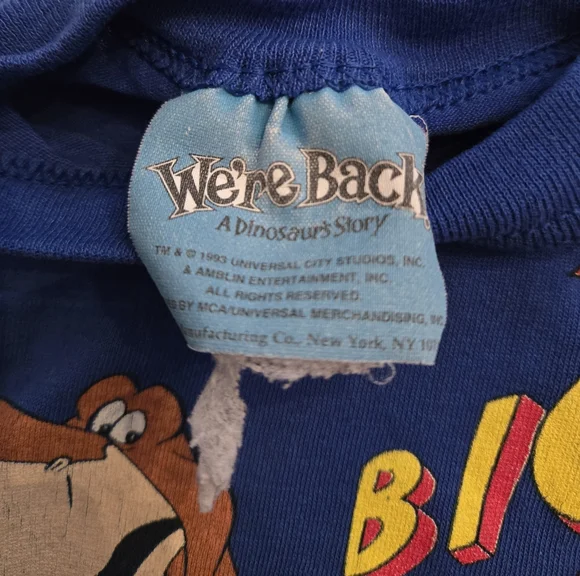 We're Back
A Dinosaur's Story
TM & © 1993 UNIVERSAL CITY STUDIOS, INC.
& AMBLIN ENTERTAINMENT, INC.
ALL RIGHTS RESERVED.
BY MCA/UNIVERSAL MERCHANDISING, INC.
Co., New York, NY
BI